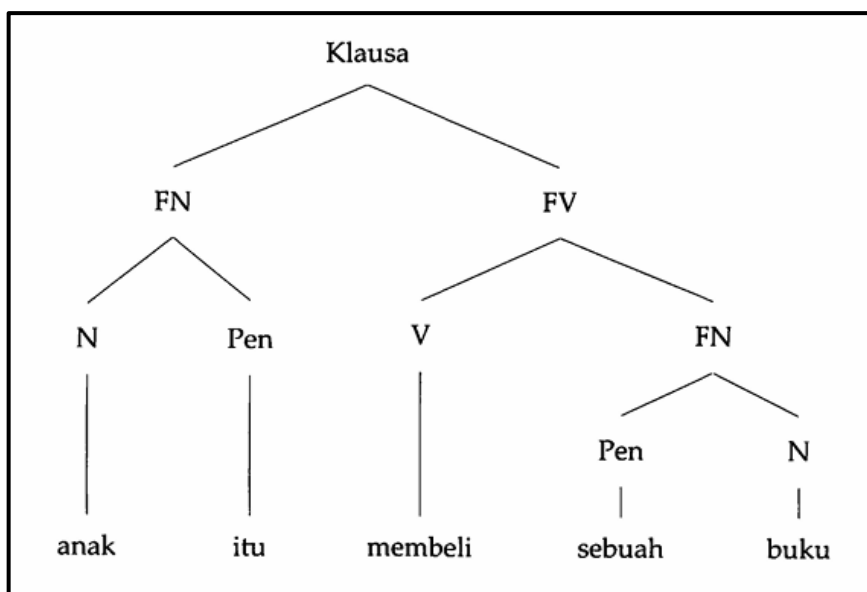 Klausa
FN FV
N Pen V FN
Pen N
anak itu membeli sebuah buku